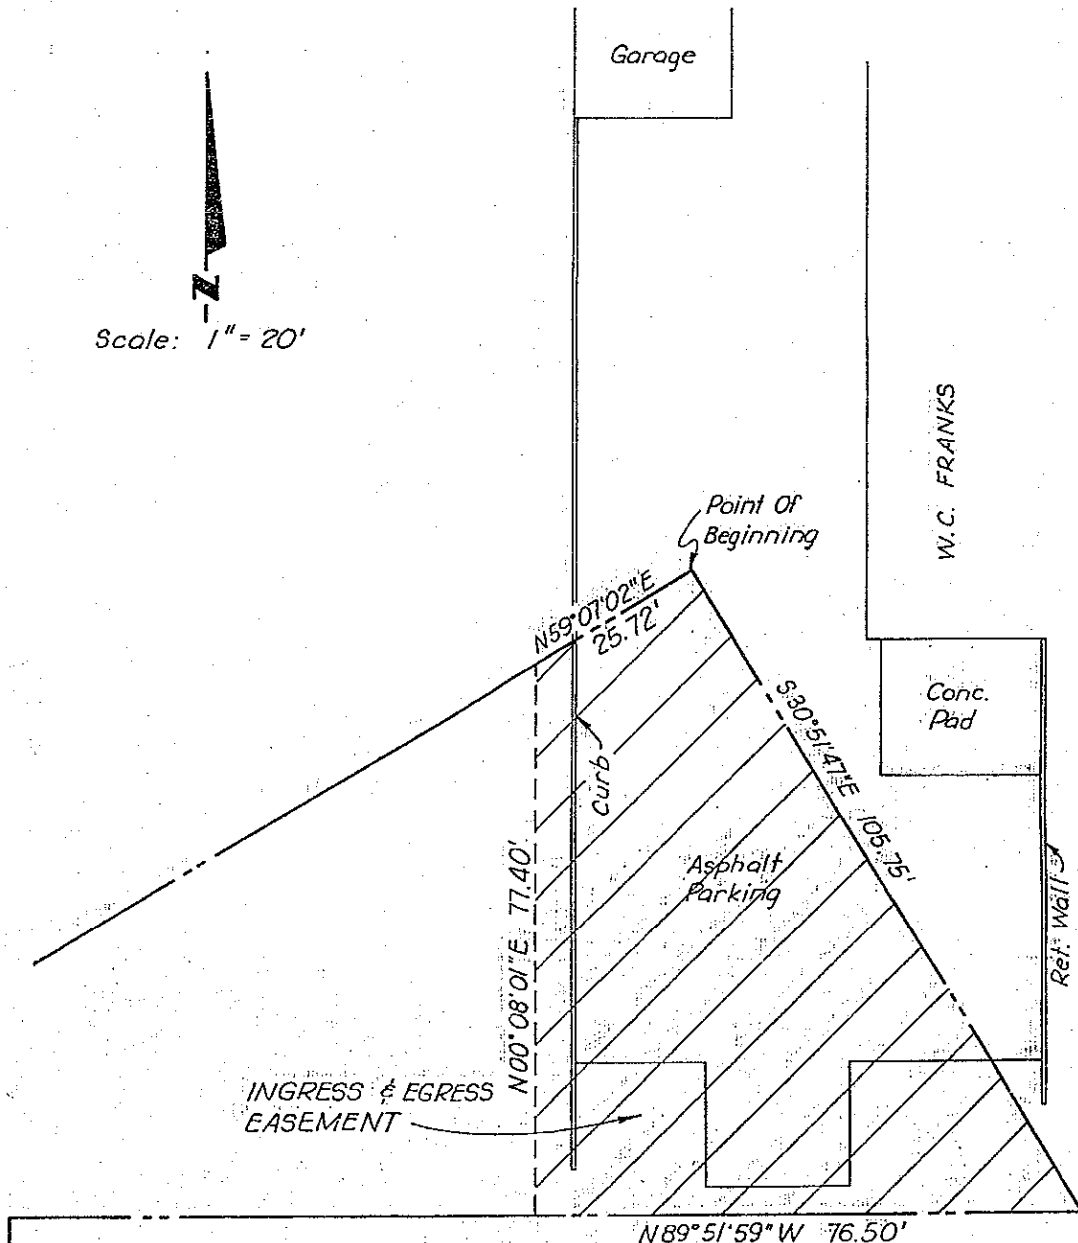 Garage
Z
Scale: 1" = 20'
W.C. FRANKS
Point Of
Beginning
N59°07'02"E
25.72'
Conc.
Pad
S30°51'47"E 105.75'
Curb
Asphalt
Parking
N00°08'01"E 77.40'
Ret. Wall
INGRESS & EGRESS
EASEMENT
N89°51'59"W 76.50'